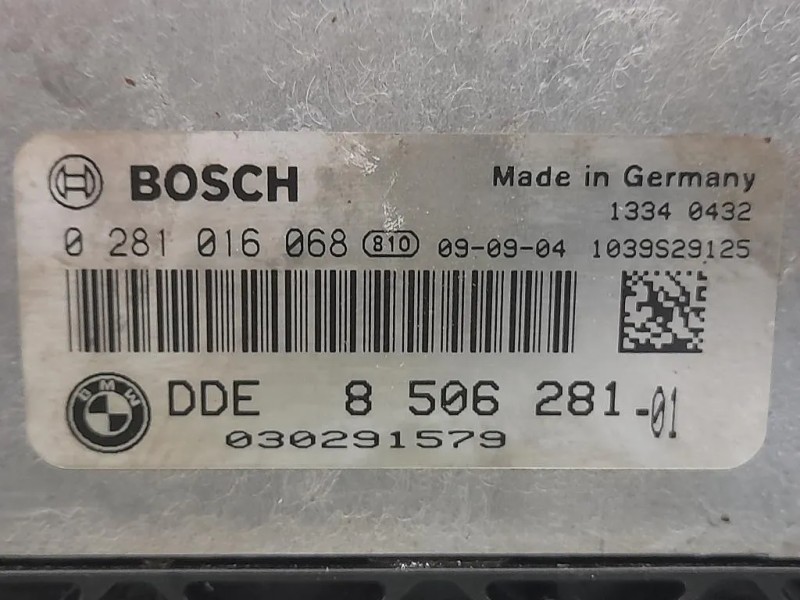 BOSCH
Made in Germany
1334 0432
0 281 016 068 810 09-09-04 1039S29125
BMW
DDE 8 506 281-01
030291579